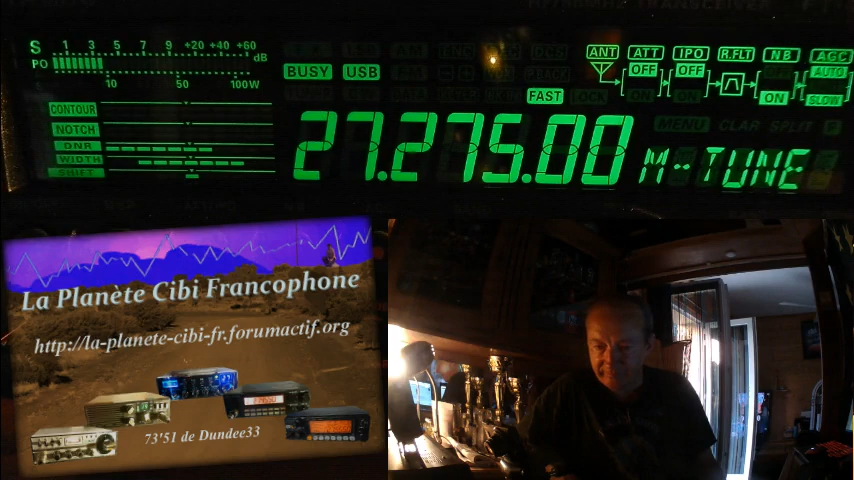 S 1 3 5 7 9 +20 +40 +60 dB
PO 10 50 100W
BUSY USB
FAST LOCK
ANT ATT IPO R.FLT NB AGC
OFF OFF AUTO
ON ON ON SLOW
CONTOUR
NOTCH
DNR
WIDTH
SHIFT
MENU CLAR SPLIT
27.275.00 M--TUNE
La Planète Cibi Francophone
http://la-planete-cibi-fr.forumactif.org
73'51 de Dundee33